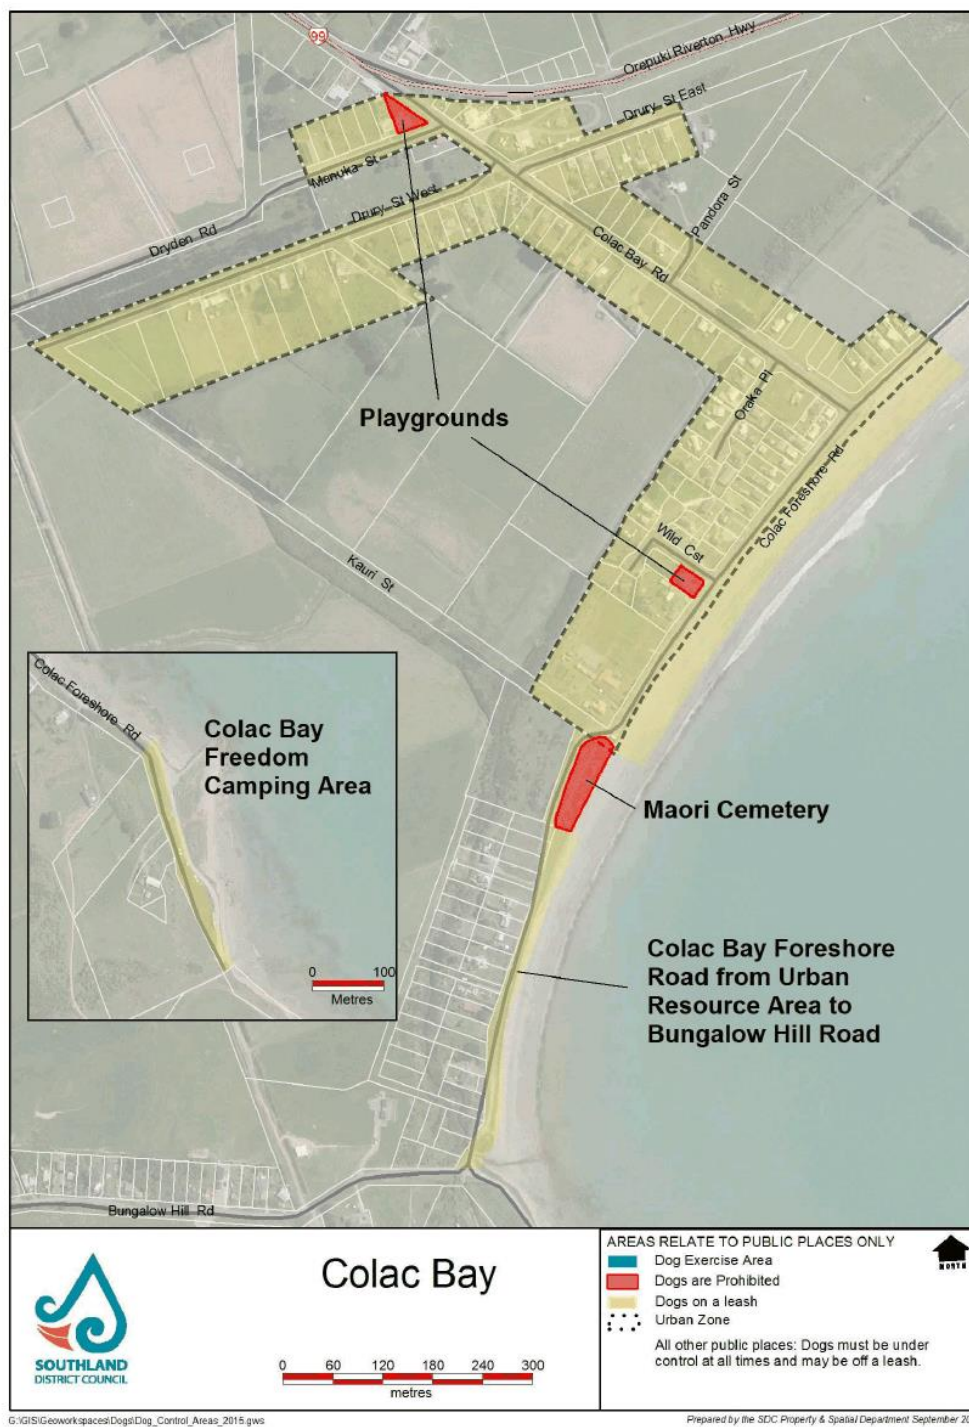 99
Orepuki Riverton Hwy
Drury St East
Manuka St
Drury St West
Dryden Rd
Pandora St
Colac Bay Rd
Playgrounds
Oraka Pl
Colac Foreshore Rd
Wild Cst
Kauri St
Colac Foreshore Rd
Colac Bay
Freedom
Camping Area
0 100
Metres
Maori Cemetery
Colac Bay Foreshore
Road from Urban
Resource Area to
Bungalow Hill Road
Bungalow Hill Rd
SOUTHLAND
DISTRICT COUNCIL
Colac Bay
0 60 120 180 240 300
metres
AREAS RELATE TO PUBLIC PLACES ONLY
NORTH
Dog Exercise Area
Dogs are Prohibited
Dogs on a leash
Urban Zone
All other public places: Dogs must be under
control at all times and may be off a leash.
G:\GIS\Geoworkspaces\Dogs\Dog_Control_Areas_2015.gws
Prepared by the SDC Property & Spatial Department September